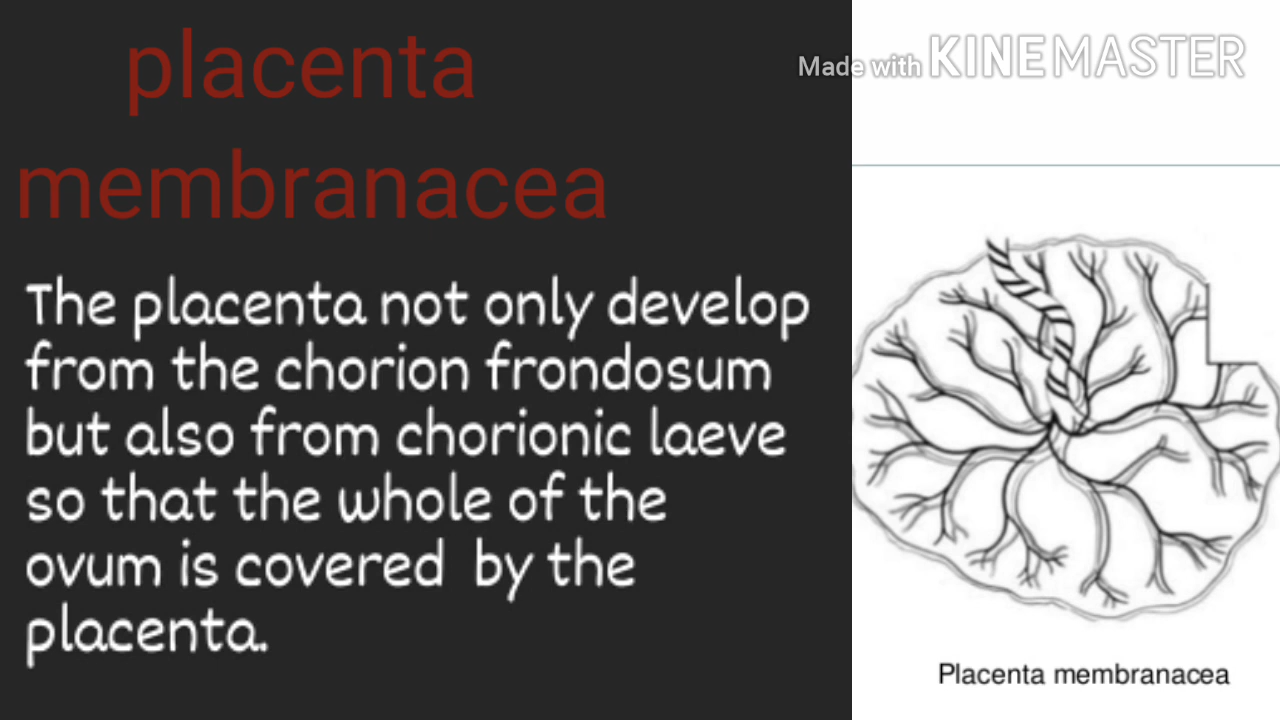 placenta
membranacea
Made with KINEMASTER
The placenta not only develop
from the chorion frondosum
but also from chorionic laeve
so that the whole of the
ovum is covered by the
placenta.
Placenta membranacea